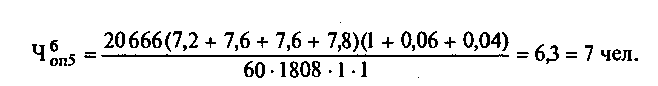 Ч^б_оп5 = 20 666(7,2 + 7,6 + 7,6 + 7,8)(1 + 0,06 + 0,04) / 60 · 1808 · 1 · 1 = 6,3 = 7 чел.